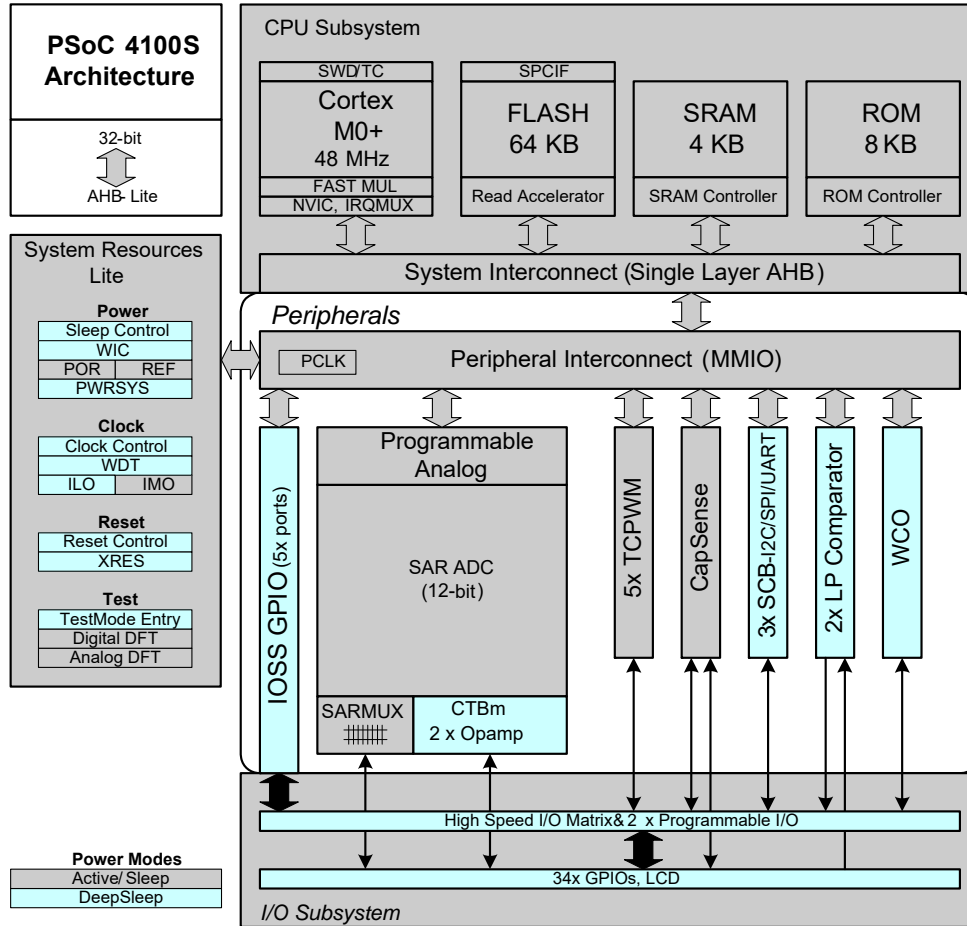 PSoC 4100S
Architecture
32-bit
AHB- Lite
CPU Subsystem
SWD/TC
Cortex
M0+
48 MHz
FAST MUL
NVIC, IRQMUX
SPCIF
FLASH
64 KB
Read Accelerator
SRAM
4 KB
SRAM Controller
ROM
8 KB
ROM Controller
System Interconnect (Single Layer AHB)
System Resources
Lite
Power
Sleep Control
WIC
POR
REF
PWRSYS
Clock
Clock Control
WDT
ILO
IMO
Reset
Reset Control
XRES
Test
TestMode Entry
Digital DFT
Analog DFT
Peripherals
PCLK
Peripheral Interconnect (MMIO)
IOSS GPIO (5x ports)
Programmable
Analog
SAR ADC
(12-bit)
SARMUX
CTBm
2 x Opamp
5x TCPWM
CapSense
3x SCB-I2C/SPI/UART
2x LP Comparator
WCO
High Speed I/O Matrix& 2 x Programmable I/O
34x GPIOs, LCD
I/O Subsystem
Power Modes
Active/ Sleep
DeepSleep